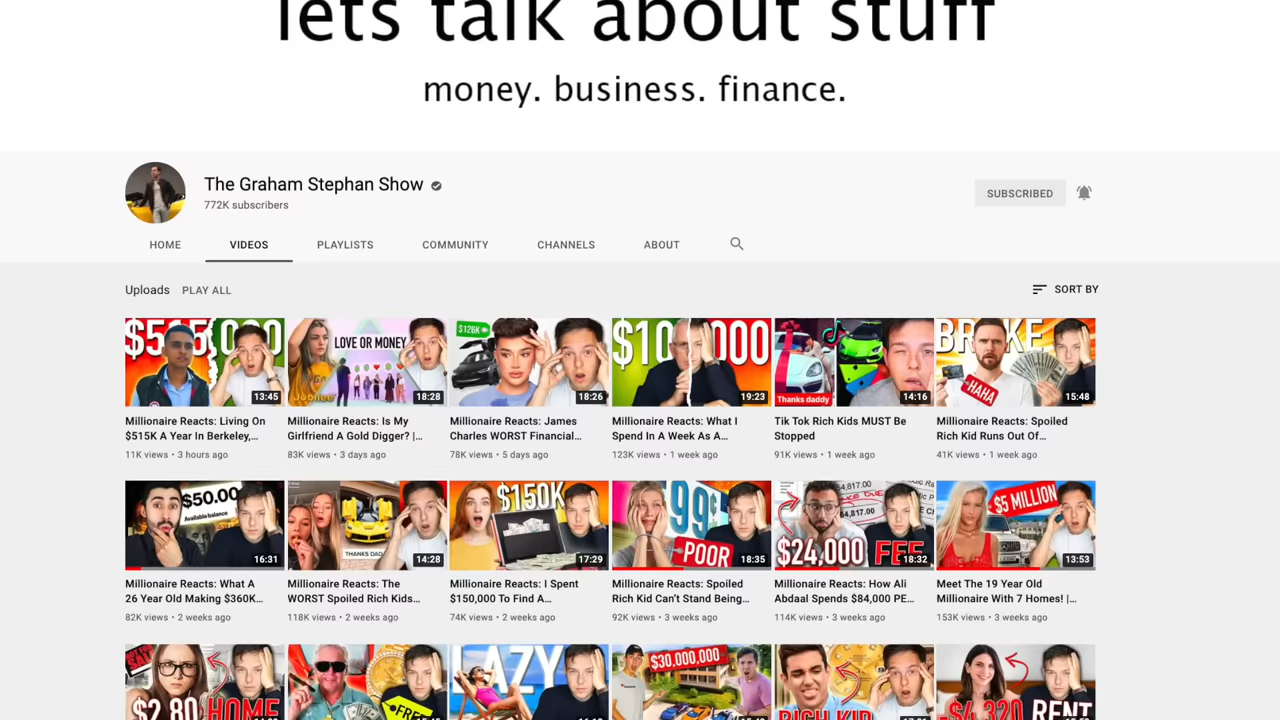 lets talk about stuff
money. business. finance.
The Graham Stephan Show
772K subscribers
SUBSCRIBED
HOME
VIDEOS
PLAYLISTS
COMMUNITY
CHANNELS
ABOUT
Uploads
PLAY ALL
SORT BY
$515,000
13:45
LOVE OR MONEY
Jubilee
18:28
$126K
18:26
19:23
Thanks daddy
14:16
BROKE
HAHA
15:48
Millionaire Reacts: Living On
$515K A Year In Berkeley,...
11K views • 3 hours ago
Millionaire Reacts: Is My
Girlfriend A Gold Digger? |...
83K views • 3 days ago
Millionaire Reacts: James
Charles WORST Financial...
78K views • 5 days ago
Millionaire Reacts: What I
Spend In A Week As A...
123K views • 1 week ago
Tik Tok Rich Kids MUST Be
Stopped
91K views • 1 week ago
Millionaire Reacts: Spoiled
Rich Kid Runs Out Of...
41K views • 1 week ago
$50.00
Available balance
16:31
THANKS DAD
14:28
$150K
17:29
99¢
POOR
18:35
$4,817.00
$24,000 FEE
18:32
$5 MILLION
13:53
Millionaire Reacts: What A
26 Year Old Making $360K...
82K views • 2 weeks ago
Millionaire Reacts: The
WORST Spoiled Rich Kids...
118K views • 2 weeks ago
Millionaire Reacts: I Spent
$150,000 To Find A...
74K views • 2 weeks ago
Millionaire Reacts: Spoiled
Rich Kid Can't Stand Being...
92K views • 3 weeks ago
Millionaire Reacts: How Ali
Abdaal Spends $84,000 PE...
114K views • 3 weeks ago
Meet The 19 Year Old
Millionaire With 7 Homes! |...
153K views • 3 weeks ago
$2.80 HOME
FREE
LAZY
$30,000,000
RICH KID
-$4,320 RENT